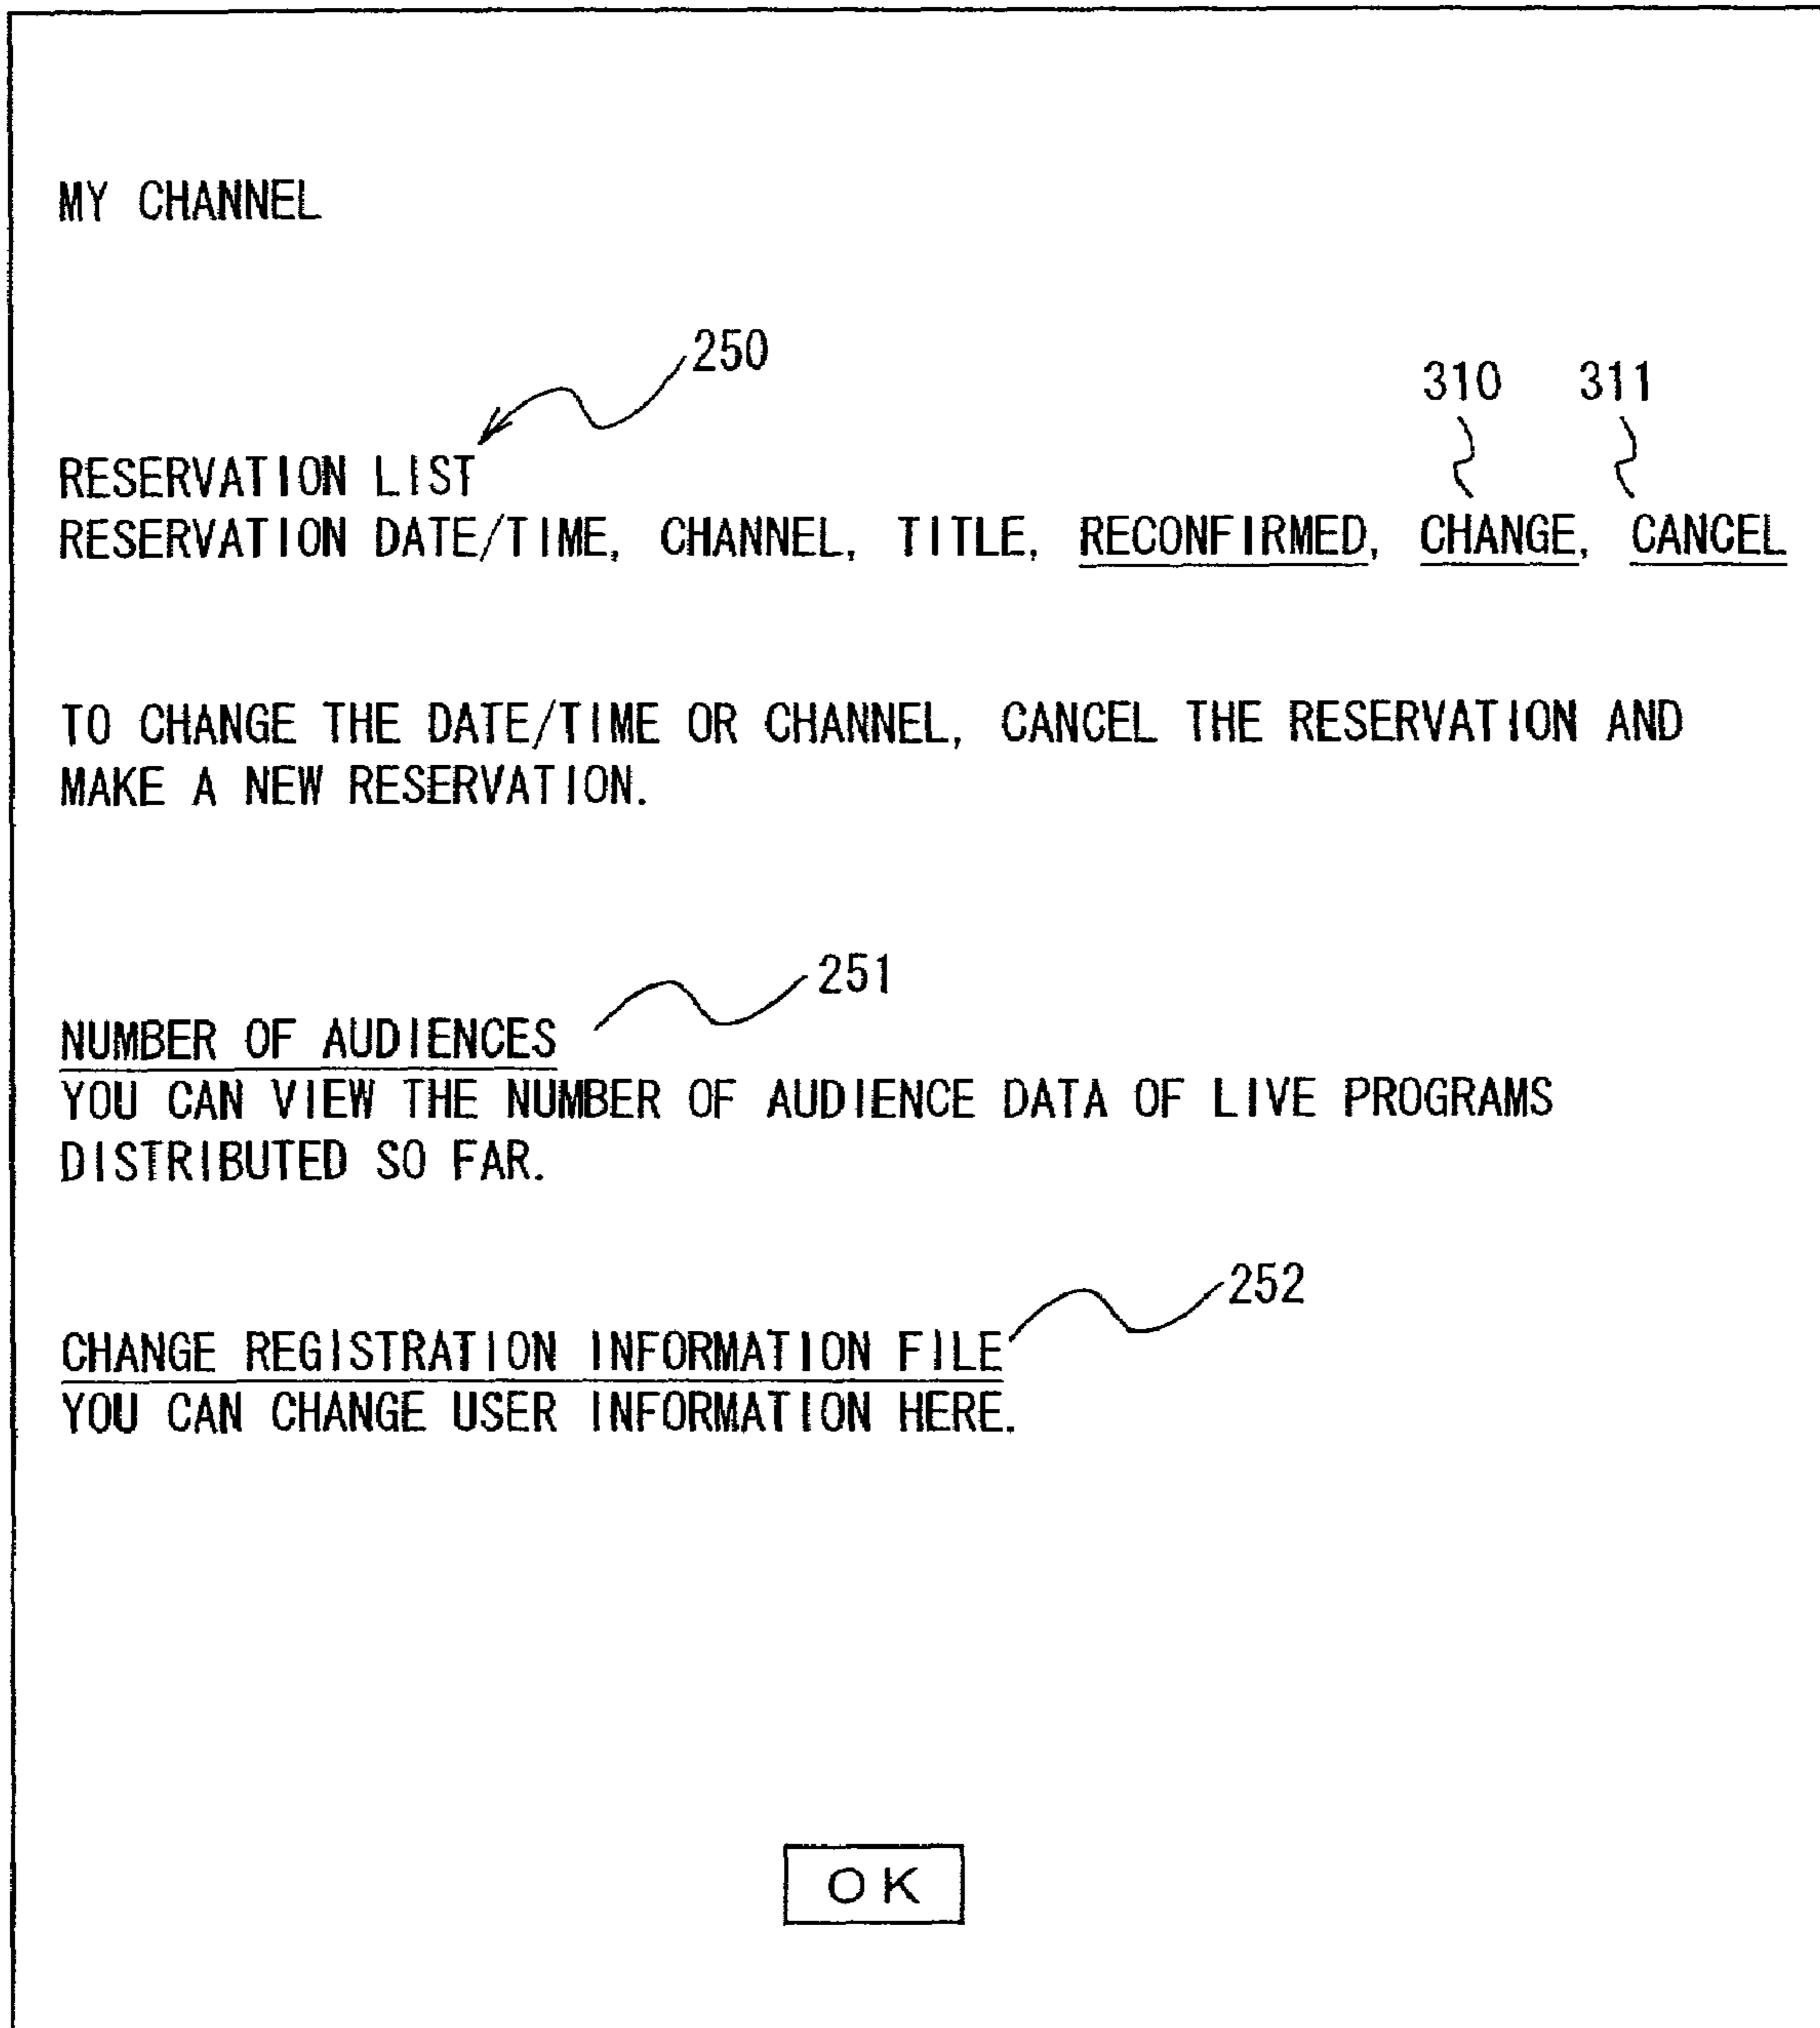 MY CHANNEL
250
310 311
RESERVATION LIST
RESERVATION DATE/TIME, CHANNEL, TITLE, RECONFIRMED, CHANGE, CANCEL
TO CHANGE THE DATE/TIME OR CHANNEL, CANCEL THE RESERVATION AND
MAKE A NEW RESERVATION.
251
NUMBER OF AUDIENCES
YOU CAN VIEW THE NUMBER OF AUDIENCE DATA OF LIVE PROGRAMS
DISTRIBUTED SO FAR.
252
CHANGE REGISTRATION INFORMATION FILE
YOU CAN CHANGE USER INFORMATION HERE.
OK